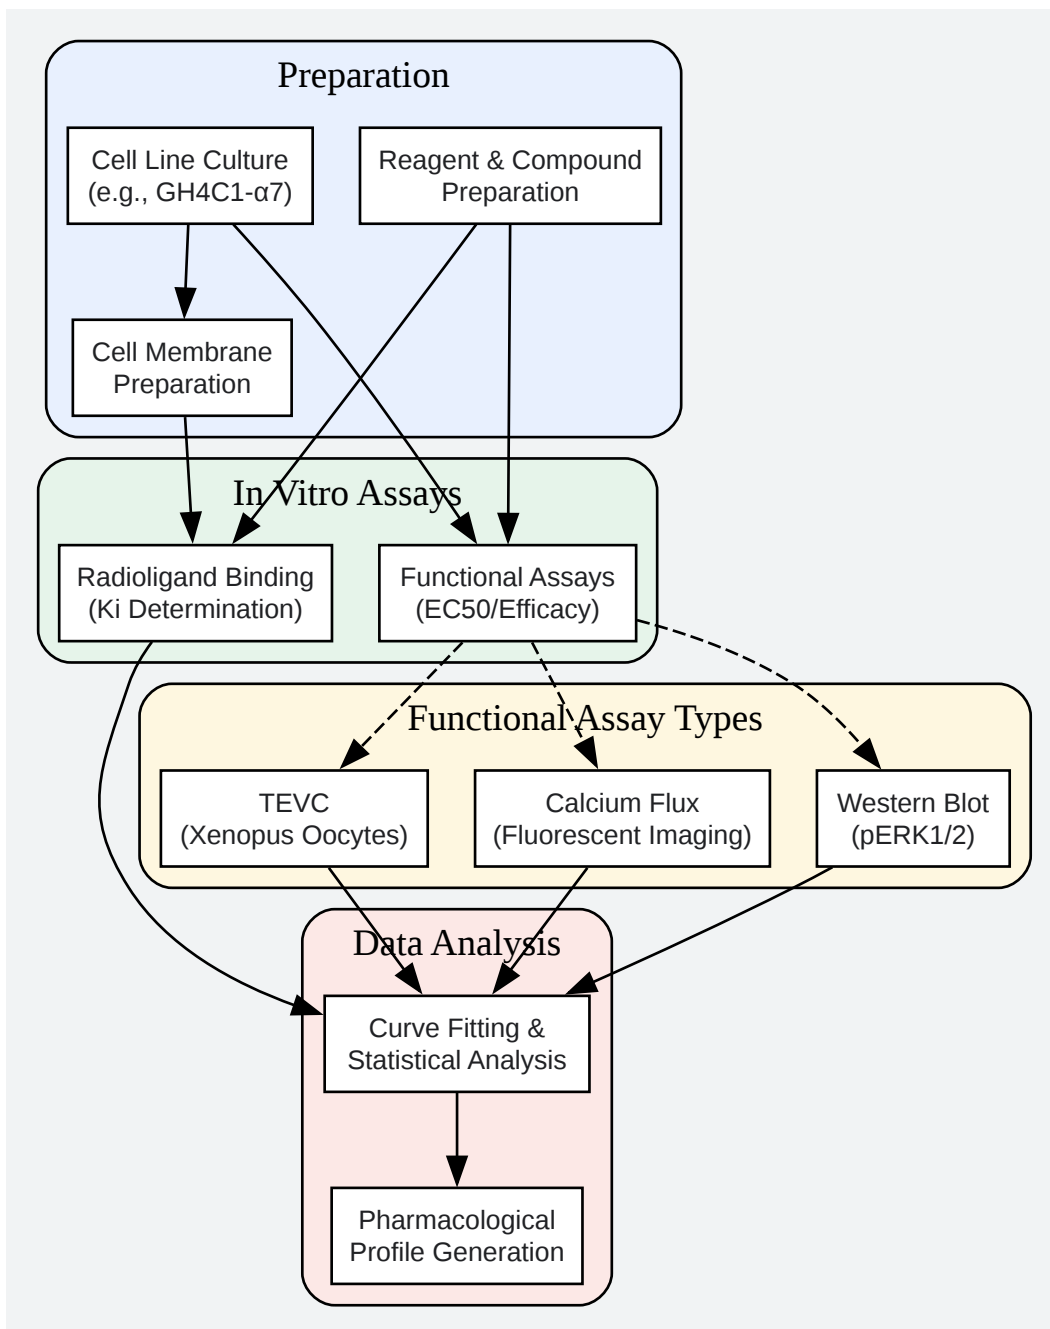 Preparation
Cell Line Culture
(e.g., GH4C1-α7)
Reagent & Compound
Preparation
Cell Membrane
Preparation
In Vitro Assays
Radioligand Binding
(Ki Determination)
Functional Assays
(EC50/Efficacy)
Functional Assay Types
TEVC
(Xenopus Oocytes)
Calcium Flux
(Fluorescent Imaging)
Western Blot
(pERK1/2)
Data Analysis
Curve Fitting &
Statistical Analysis
Pharmacological
Profile Generation